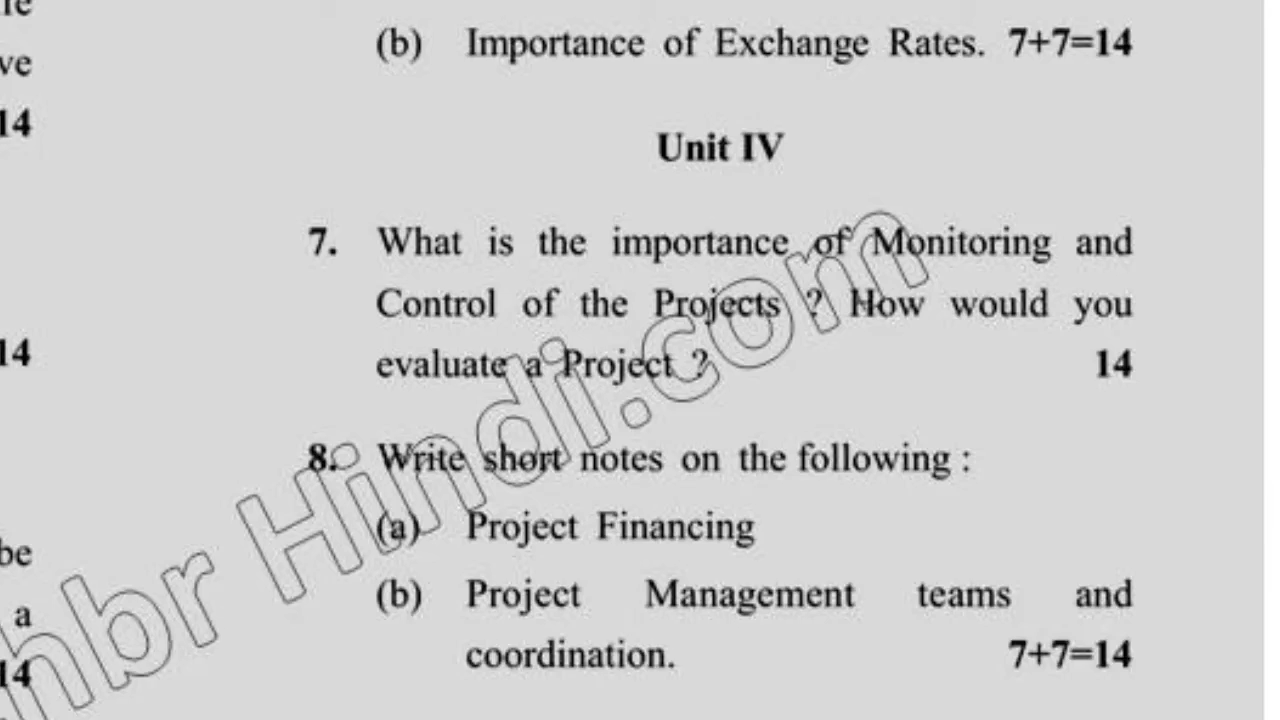 ve
14
14
be
a
14
(b) Importance of Exchange Rates. 7+7=14
Unit IV
7. What is the importance of Monitoring and
Control of the Projects ? How would you
evaluate a Project ? 14
8. Write short notes on the following :
(a) Project Financing
(b) Project Management teams and
coordination. 7+7=14
hbr Hindi.com